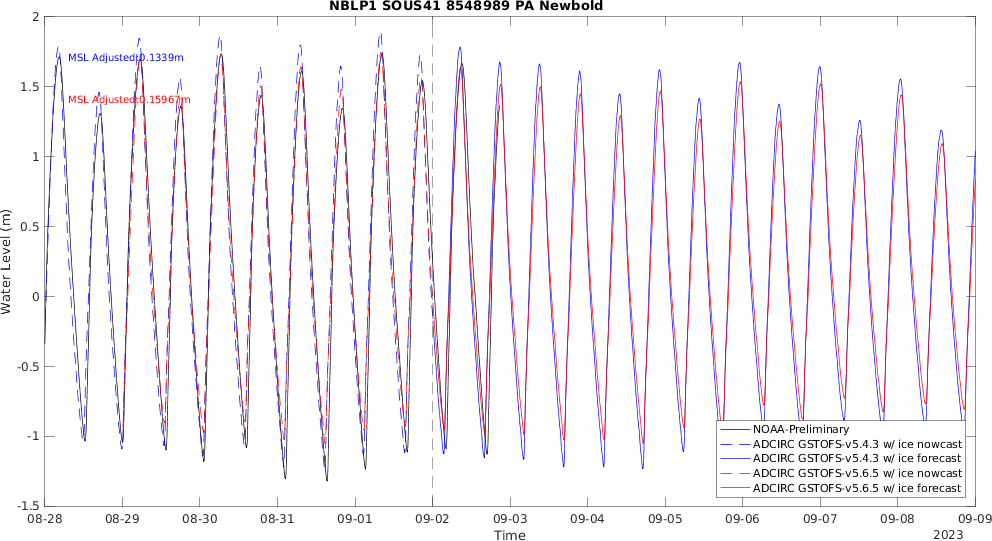 NBLP1 SOUS41 8548989 PA Newbold
2
1.5
1
0.5
0
-0.5
-1
-1.5
Water Level (m)
MSL Adjusted:0.1339m
MSL Adjusted:0.15967m
NOAA-Preliminary
ADCIRC GSTOFS-v5.4.3 w/ ice nowcast
ADCIRC GSTOFS-v5.4.3 w/ ice forecast
ADCIRC GSTOFS-v5.6.5 w/ ice nowcast
ADCIRC GSTOFS-v5.6.5 w/ ice forecast
08-28 08-29 08-30 08-31 09-01 09-02 09-03 09-04 09-05 09-06 09-07 09-08 09-09
Time
2023